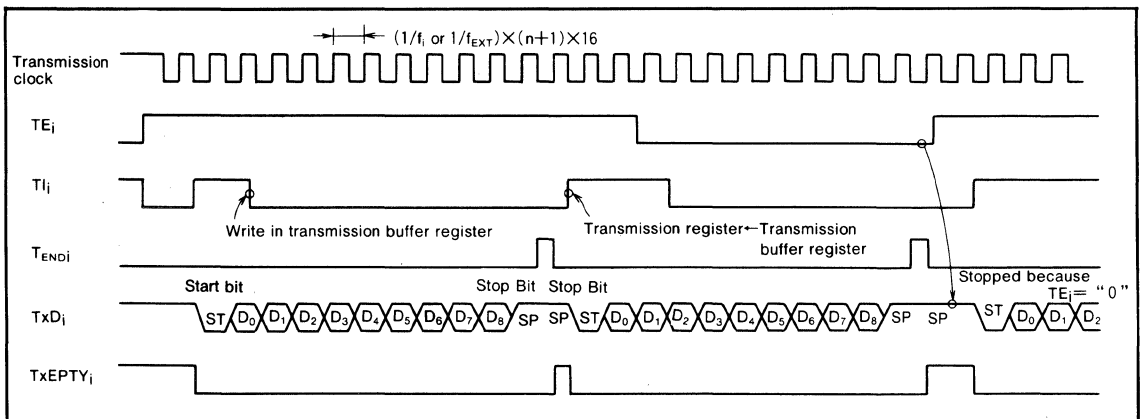 (1/fi or 1/fEXT)×(n+1)×16
Transmission
clock
TEi
TIi
Write in transmission buffer register
Transmission register←Transmission
buffer register
TENDi
Start bit
Stop Bit
Stop Bit
Stopped because
TEi= "0"
TxDi
ST D0 D1 D2 D3 D4 D5 D6 D7 D8 SP SP ST D0 D1 D2 D3 D4 D5 D6 D7 D8 SP SP ST D0 D1 D2
TxEPTYi